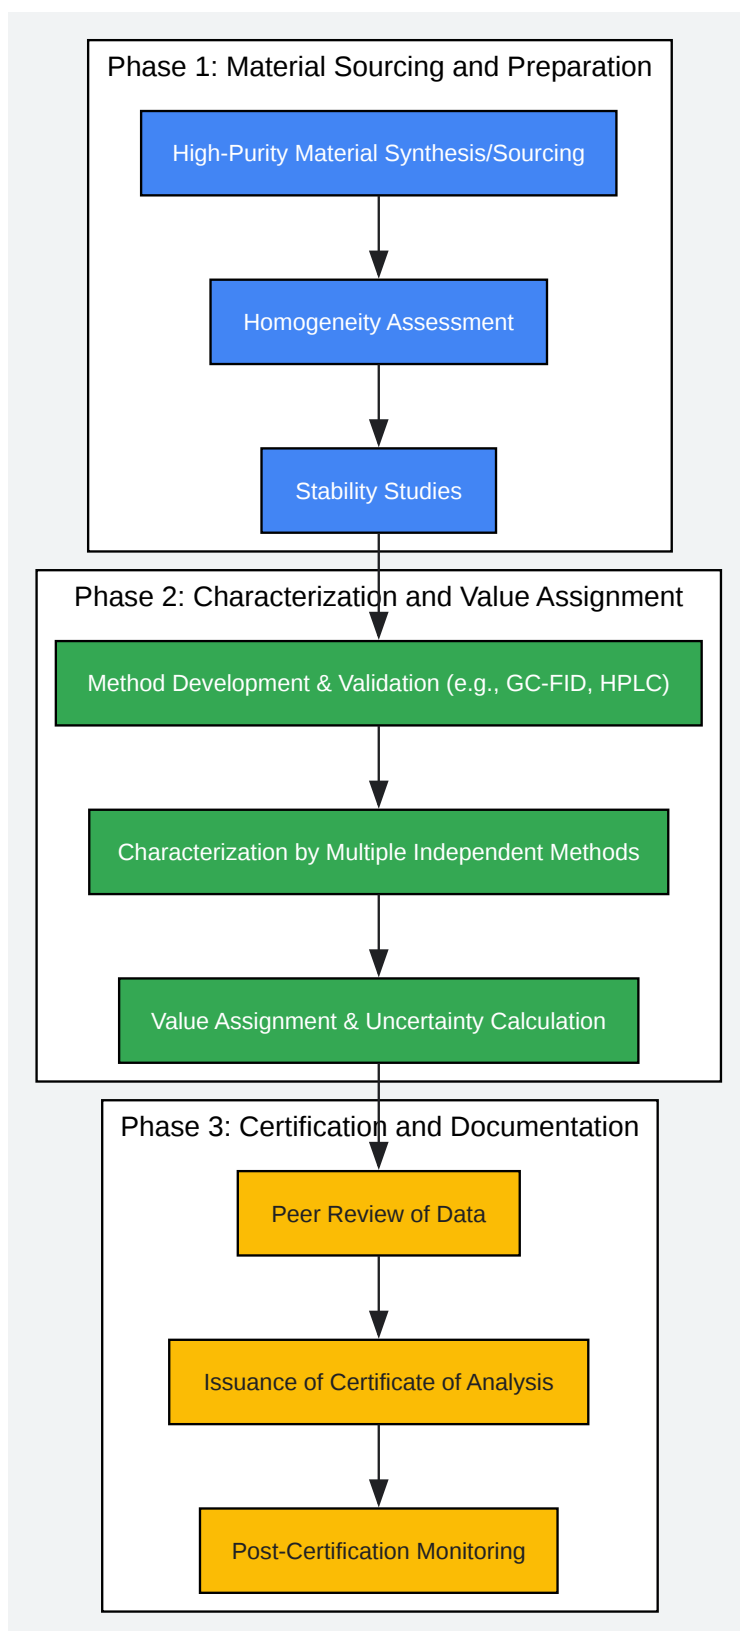 Phase 1: Material Sourcing and Preparation
High-Purity Material Synthesis/Sourcing
Homogeneity Assessment
Stability Studies
Phase 2: Characterization and Value Assignment
Method Development & Validation (e.g., GC-FID, HPLC)
Characterization by Multiple Independent Methods
Value Assignment & Uncertainty Calculation
Phase 3: Certification and Documentation
Peer Review of Data
Issuance of Certificate of Analysis
Post-Certification Monitoring